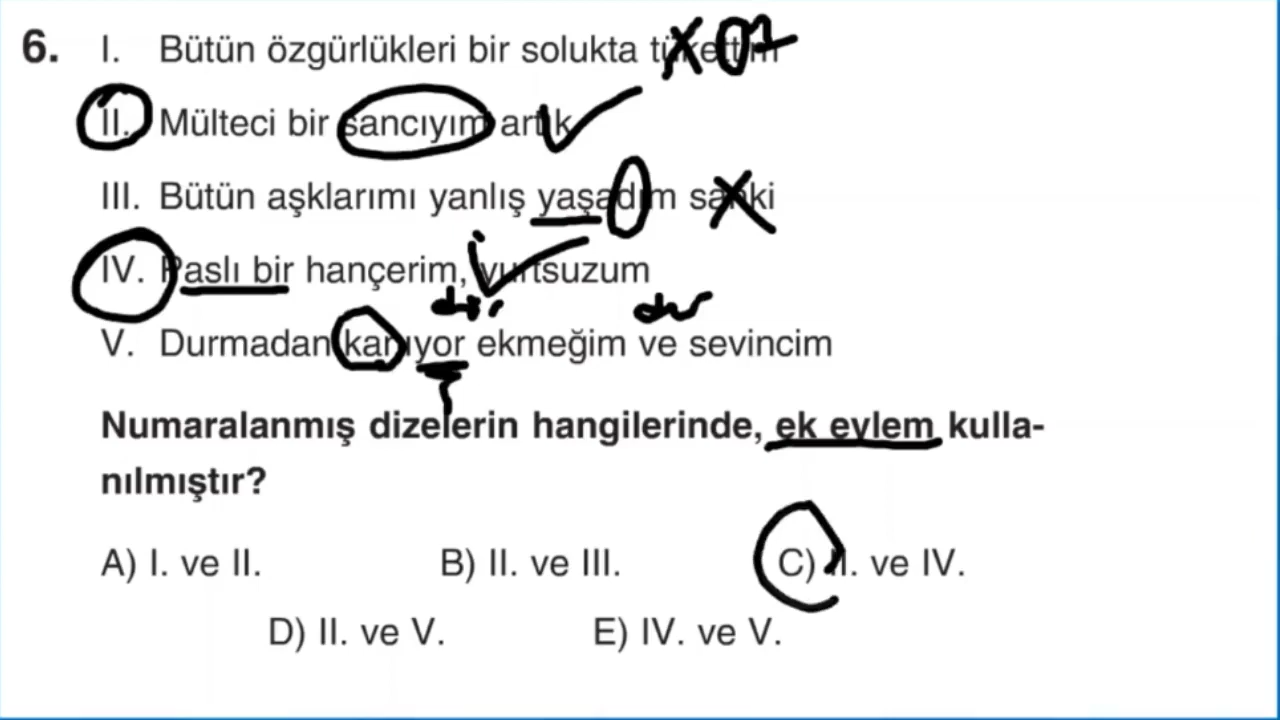 6. I. Bütün özgürlükleri bir solukta tükettim
II. Mülteci bir sancıyım artık
III. Bütün aşklarımı yanlış yaşadım sanki
IV. Paslı bir hançerim, yurtsuzum
V. Durmadan kanıyor ekmeğim ve sevincim
Numaralanmış dizelerin hangilerinde, ek eylem kulla-
nılmıştır?
A) I. ve II. B) II. ve III. C) II. ve IV.
D) II. ve V. E) IV. ve V.